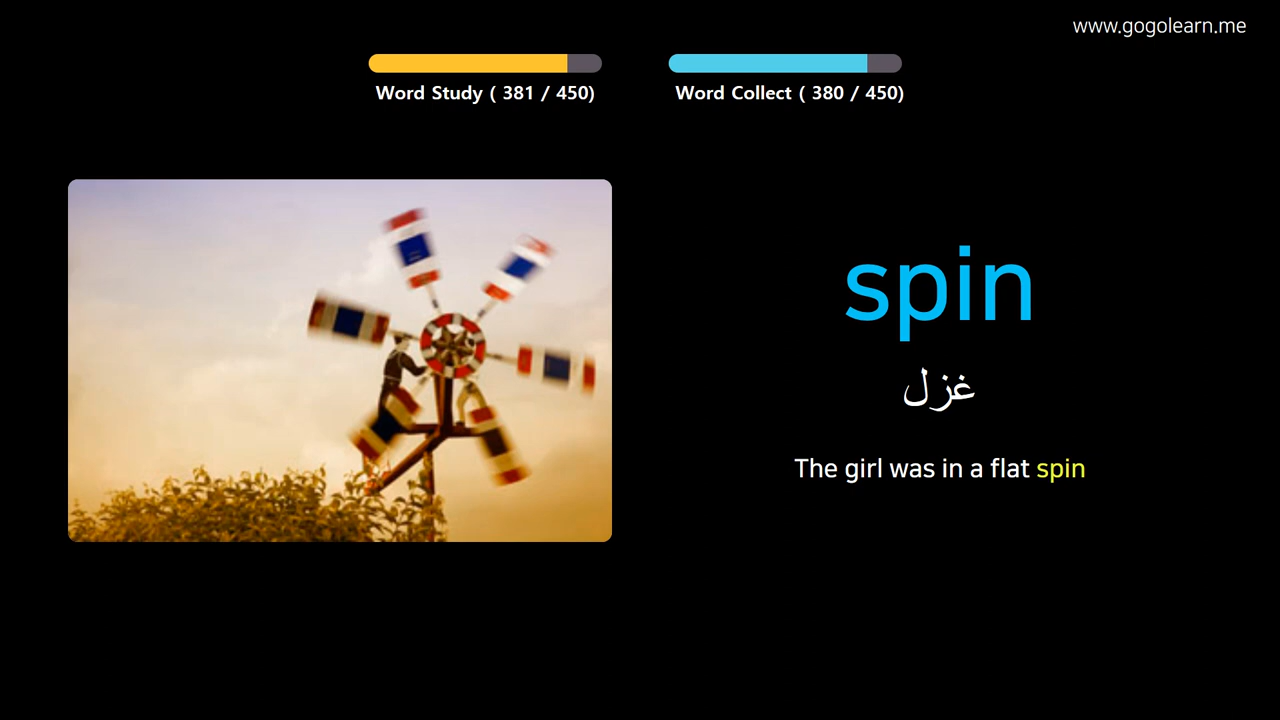 www.gogolearn.me
Word Study ( 381 / 450)
Word Collect ( 380 / 450)
spin
غزل
The girl was in a flat spin